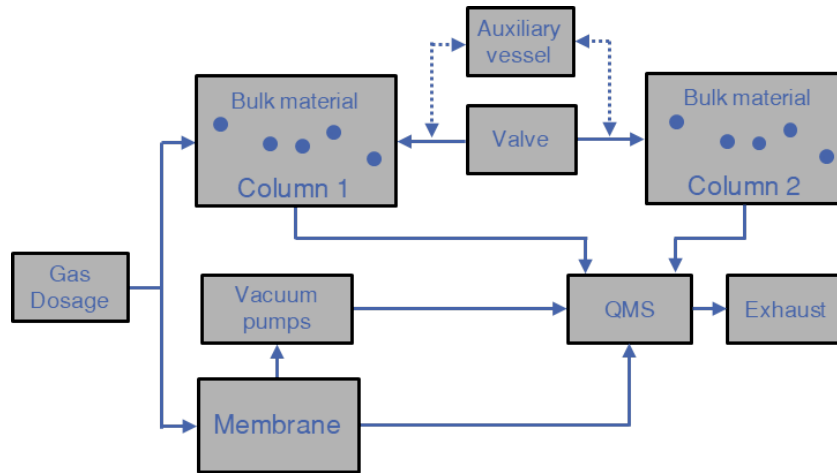 Auxiliary
vessel
Bulk material
Column 1
Valve
Bulk material
Column 2
Gas
Dosage
Vacuum
pumps
QMS
Exhaust
Membrane